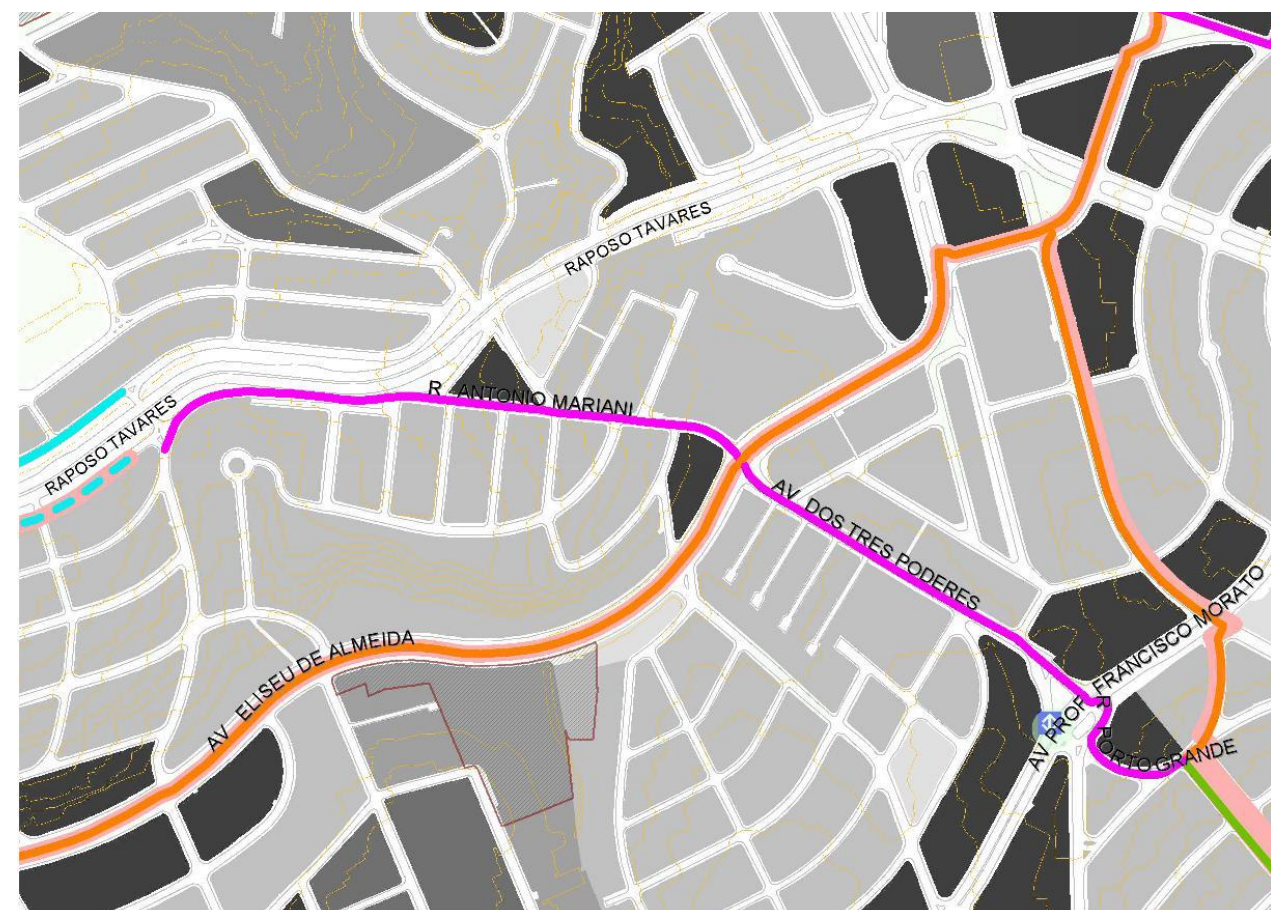 RAPOSO TAVARES
R ANTONIO MARIANI
RAPOSO TAVARES
AV DOS TRES PODERES
AV ELISEU DE ALMEIDA
AV PROF FRANCISCO MORATO
R PORTO GRANDE